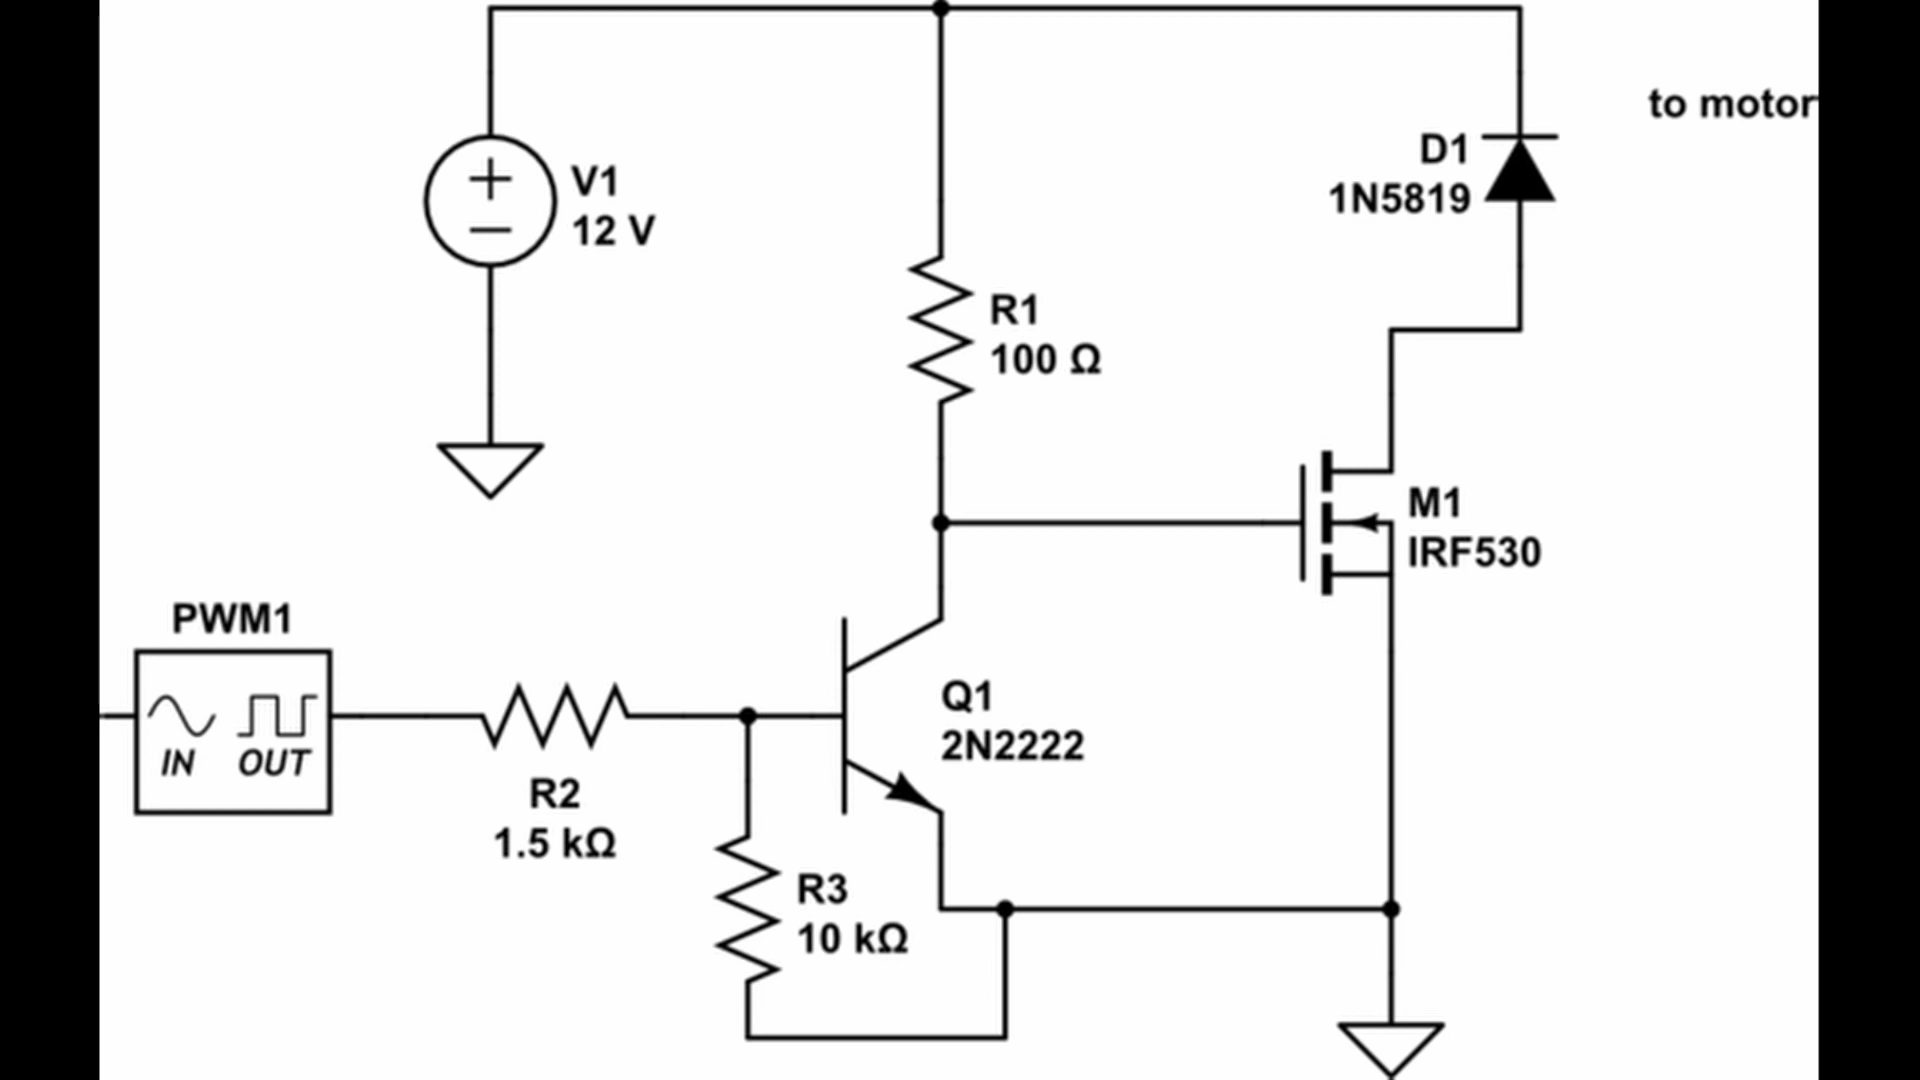 to motor
D1
1N5819
V1
12 V
R1
100 Ω
M1
IRF530
PWM1
IN OUT
Q1
2N2222
R2
1.5 kΩ
R3
10 kΩ